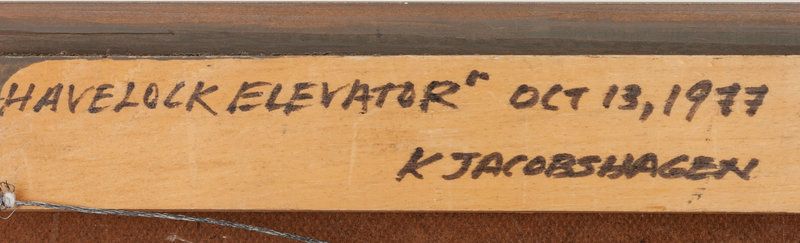 HAVELOCK ELEVATOR" OCT 13, 1977
K JACOBSHAGEN